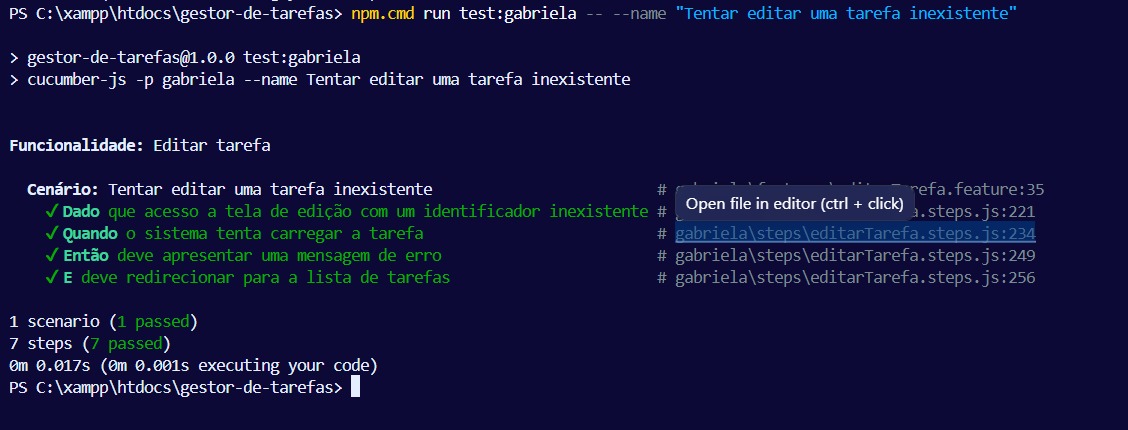 PS C:\xampp\htdocs\gestor-de-tarefas> npm.cmd run test:gabriela -- --name "Tentar editar uma tarefa inexistente"
> gestor-de-tarefas@1.0.0 test:gabriela
> cucumber-js -p gabriela --name Tentar editar uma tarefa inexistente
Funcionalidade: Editar tarefa
Cenário: Tentar editar uma tarefa inexistente # gabriela\features\editarTarefa.feature:35
Open file in editor (ctrl + click)
✓ Dado que acesso a tela de edição com um identificador inexistente # .steps.js:221
✓ Quando o sistema tenta carregar a tarefa # gabriela\steps\editarTarefa.steps.js:234
✓ Então deve apresentar uma mensagem de erro # gabriela\steps\editarTarefa.steps.js:249
✓ E deve redirecionar para a lista de tarefas # gabriela\steps\editarTarefa.steps.js:256
1 scenario (1 passed)
7 steps (7 passed)
0m 0.017s (0m 0.001s executing your code)
PS C:\xampp\htdocs\gestor-de-tarefas>